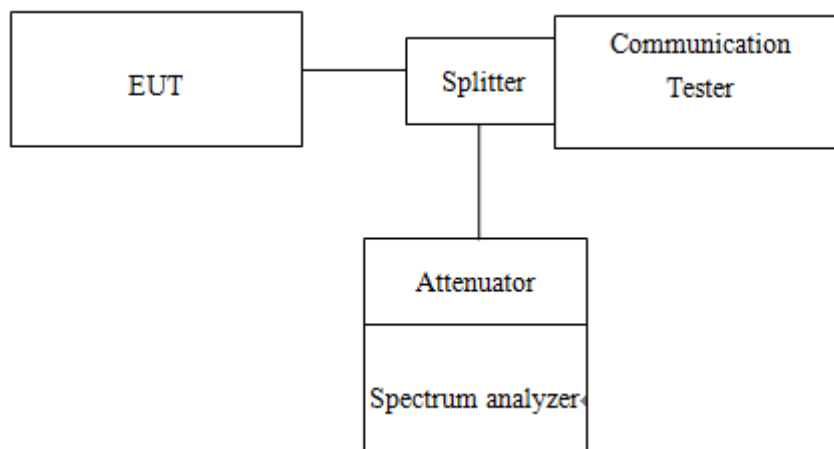 EUT
Splitter
Communication
Tester
Attenuator
Spectrum analyzer